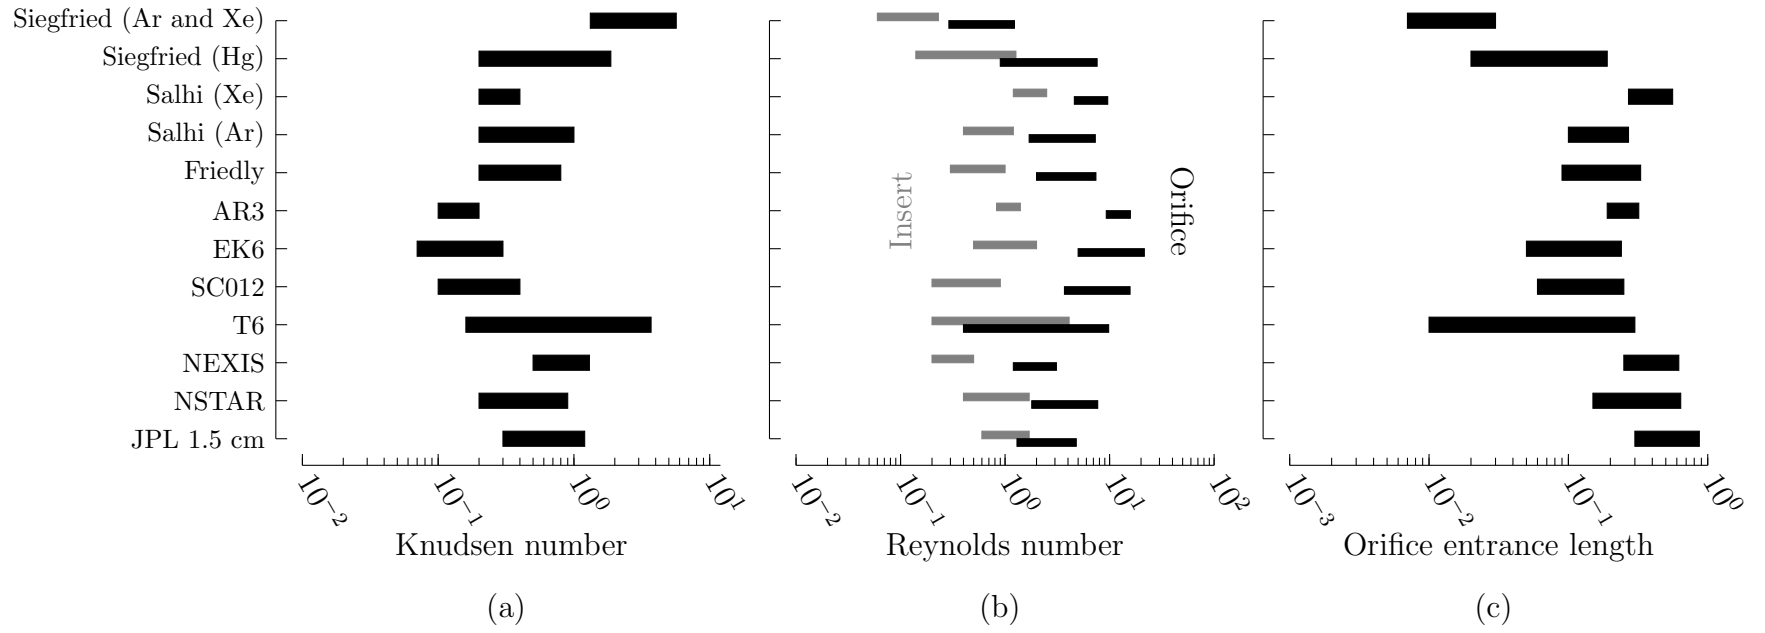 Siegfried (Ar and Xe)
Siegfried (Hg)
Salhi (Xe)
Salhi (Ar)
Friedly
AR3
EK6
SC012
T6
NEXIS
NSTAR
JPL 1.5 cm
10⁻² 10⁻¹ 10⁰ 10¹
Knudsen number
(a)
Insert
Orifice
10⁻² 10⁻¹ 10⁰ 10¹ 10²
Reynolds number
(b)
10⁻³ 10⁻² 10⁻¹ 10⁰
Orifice entrance length
(c)